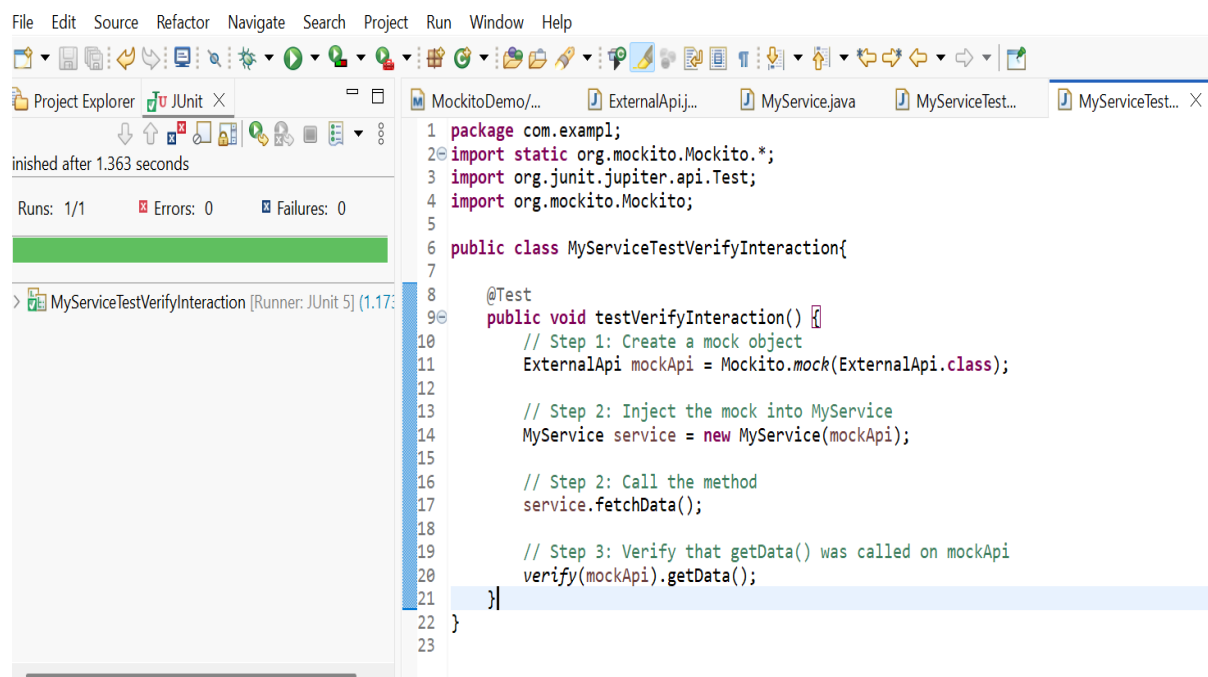 File Edit Source Refactor Navigate Search Project Run Window Help
Project Explorer JUnit
inished after 1.363 seconds
Runs: 1/1 Errors: 0 Failures: 0
MyServiceTestVerifyInteraction [Runner: JUnit 5] (1.173
MockitoDemo/... ExternalApi.j... MyService.java MyServiceTest... MyServiceTest...
1 package com.exampl;
2 import static org.mockito.Mockito.*;
3 import org.junit.jupiter.api.Test;
4 import org.mockito.Mockito;
5
6 public class MyServiceTestVerifyInteraction{
7
8 @Test
9 public void testVerifyInteraction() {
10 // Step 1: Create a mock object
11 ExternalApi mockApi = Mockito.mock(ExternalApi.class);
12
13 // Step 2: Inject the mock into MyService
14 MyService service = new MyService(mockApi);
15
16 // Step 2: Call the method
17 service.fetchData();
18
19 // Step 3: Verify that getData() was called on mockApi
20 verify(mockApi).getData();
21 }
22 }
23